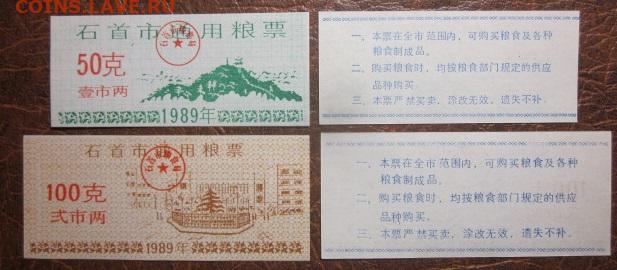 COINS.LAVE.RU
石首市通用粮票
50克
壹市两
1989年
一、本票在全市范围内，可购买粮食及各种
粮食制成品。
二、购买粮食时，均按粮食部门规定的供应
品种购买。
三、本票严禁买卖，涂改无效，遗失不补。
石首市通用粮票
100克
弍市两
1989年
一、本票在全市范围内，可购买粮食及各种
粮食制成品。
二、购买粮食时，均按粮食部门规定的供应
品种购买。
三、本票严禁买卖，涂改无效，遗失不补。